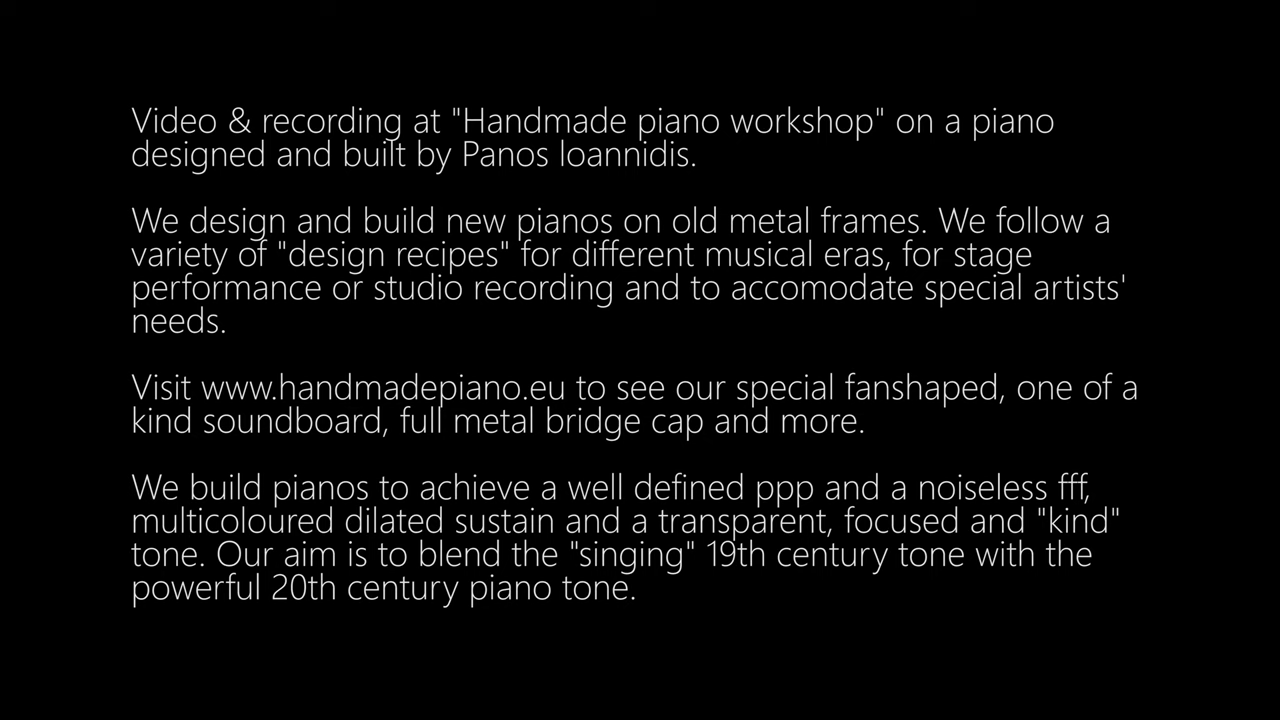 Video & recording at "Handmade piano workshop" on a piano
designed and built by Panos Ioannidis.
We design and build new pianos on old metal frames. We follow a
variety of "design recipes" for different musical eras, for stage
performance or studio recording and to accomodate special artists'
needs.
Visit www.handmadepiano.eu to see our special fanshaped, one of a
kind soundboard, full metal bridge cap and more.
We build pianos to achieve a well defined ppp and a noiseless fff,
multicoloured dilated sustain and a transparent, focused and "kind"
tone. Our aim is to blend the "singing" 19th century tone with the
powerful 20th century piano tone.